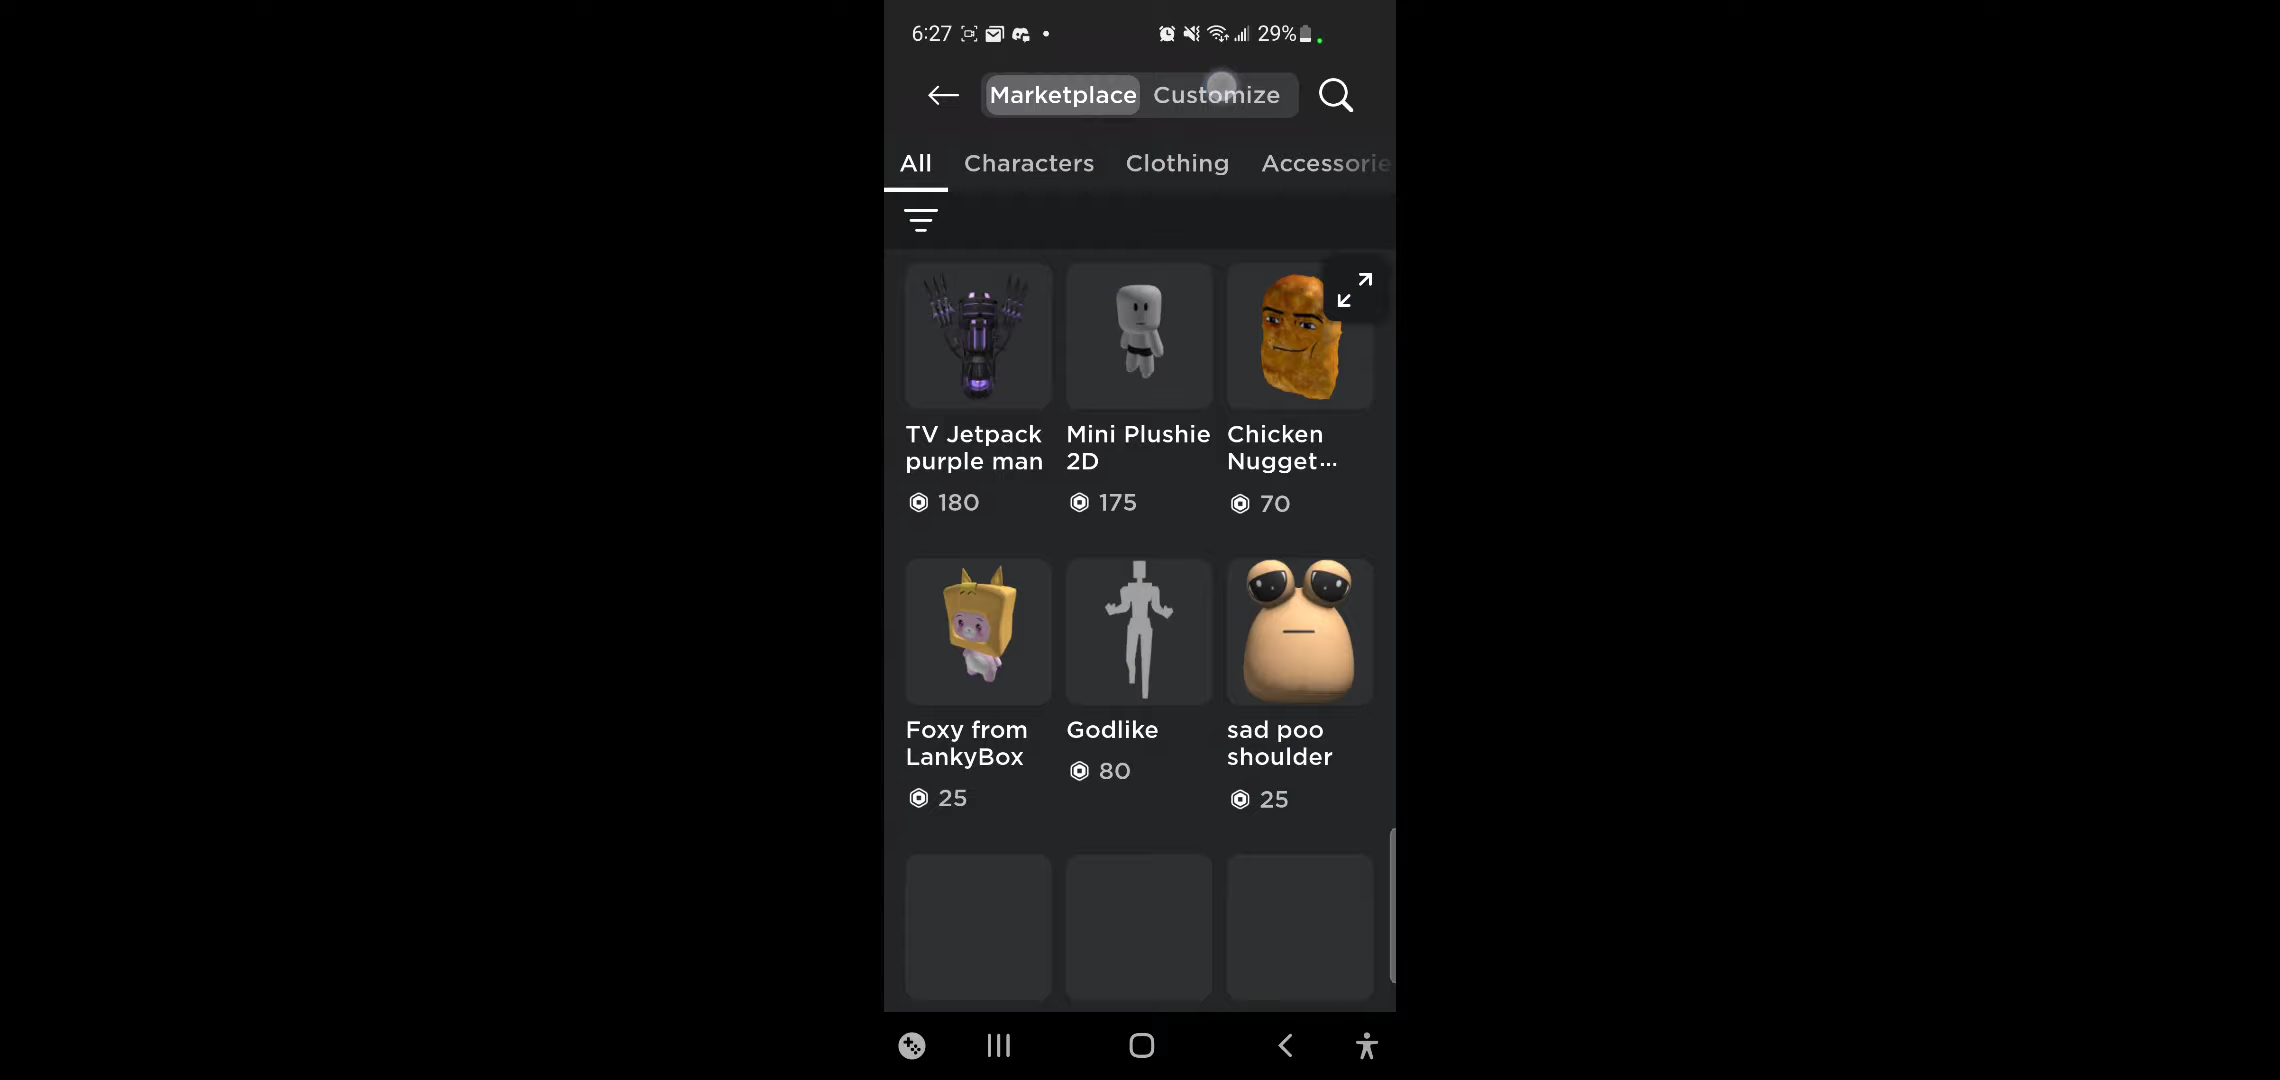 6:27
29%
Marketplace Customize
All Characters Clothing Accessorie
TV Jetpack
purple man
180
Mini Plushie
2D
175
Chicken
Nugget...
70
Foxy from
LankyBox
25
Godlike
80
sad poo
shoulder
25